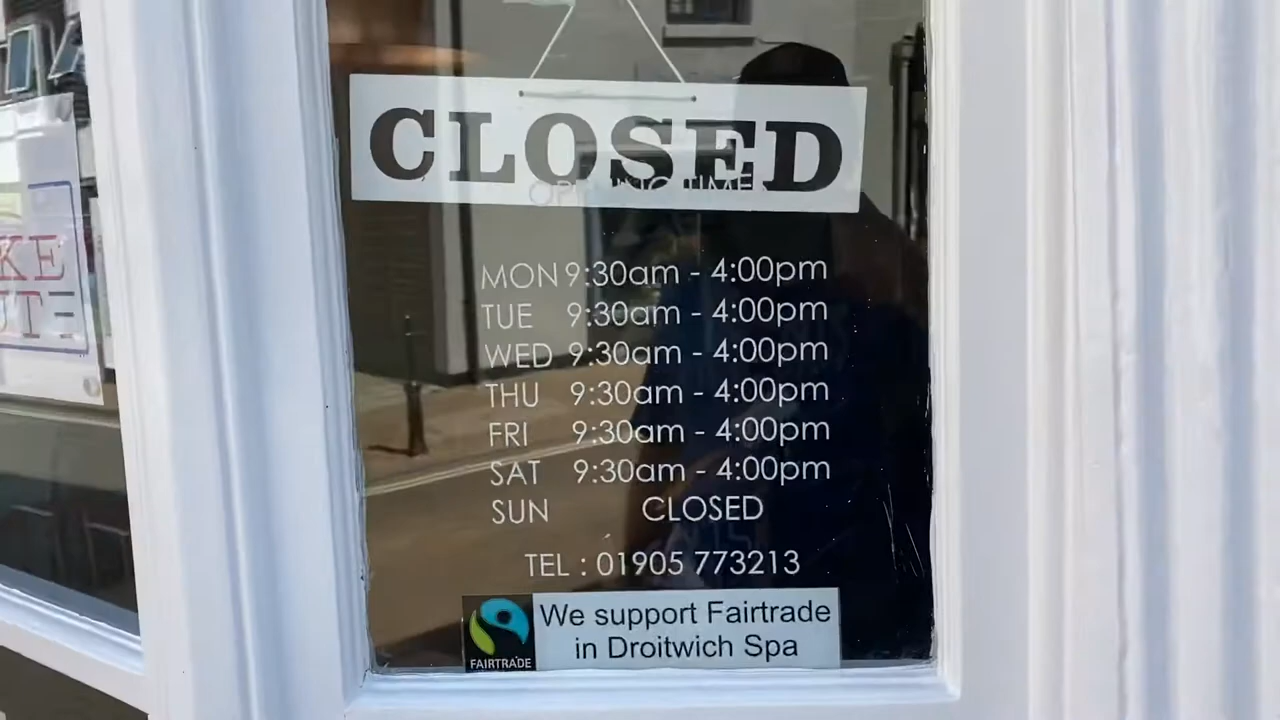 CLOSED
OPENING TIMES
MON 9:30am - 4:00pm
TUE 9:30am - 4:00pm
WED 9:30am - 4:00pm
THU 9:30am - 4:00pm
FRI 9:30am - 4:00pm
SAT 9:30am - 4:00pm
SUN CLOSED
TEL : 01905 773213
FAIRTRADE
We support Fairtrade
in Droitwich Spa